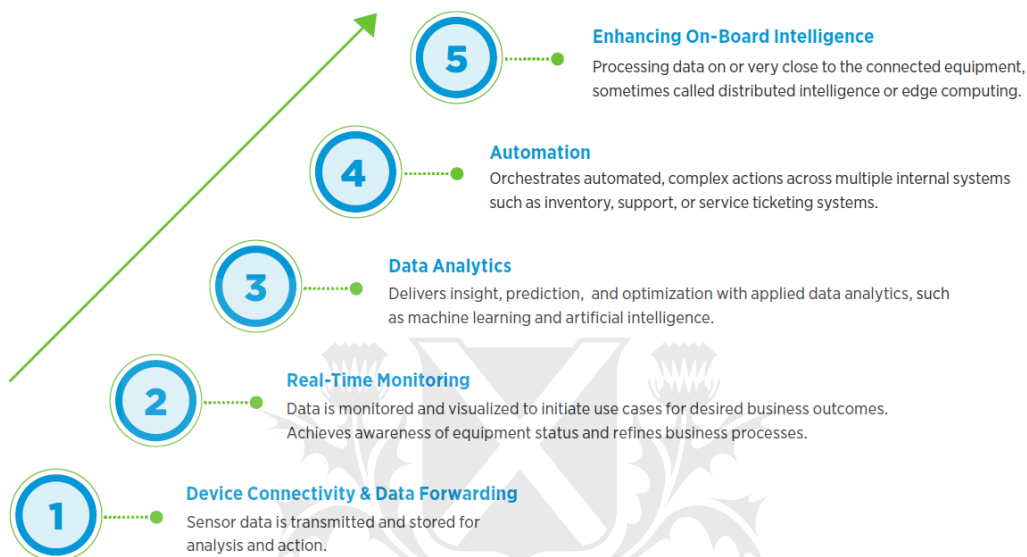 5
Enhancing On-Board Intelligence
Processing data on or very close to the connected equipment,
sometimes called distributed intelligence or edge computing.
4
Automation
Orchestrates automated, complex actions across multiple internal systems
such as inventory, support, or service ticketing systems.
3
Data Analytics
Delivers insight, prediction, and optimization with applied data analytics, such
as machine learning and artificial intelligence.
2
Real-Time Monitoring
Data is monitored and visualized to initiate use cases for desired business outcomes.
Achieves awareness of equipment status and refines business processes.
1
Device Connectivity & Data Forwarding
Sensor data is transmitted and stored for
analysis and action.